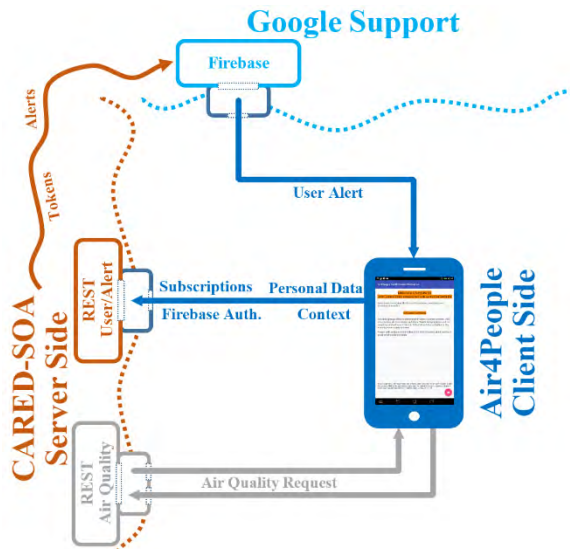 Google Support
Firebase
Alerts
Tokens
User Alert
REST
User/Alert
Subscriptions
Personal Data
Firebase Auth.
Context
CARED-SOA
Server Side
Air4People
Client Side
REST
Air Quality
Air Quality Request